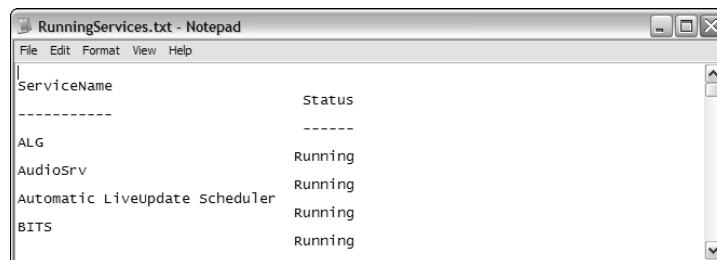 RunningServices.txt - Notepad
File Edit Format View Help
ServiceName
Status
-----------
------
ALG
Running
AudioSrv
Running
Automatic LiveUpdate Scheduler
Running
BITS
Running